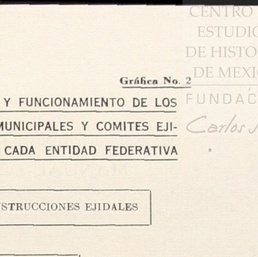 CENTRO
ESTUDIO
DE HISTO
DE MEXIC
FUNDAC
Carlos
Gráfica No. 2
Y FUNCIONAMIENTO DE LOS
MUNICIPALES Y COMITES EJI-
CADA ENTIDAD FEDERATIVA
NSTRUCCIONES EJIDALES